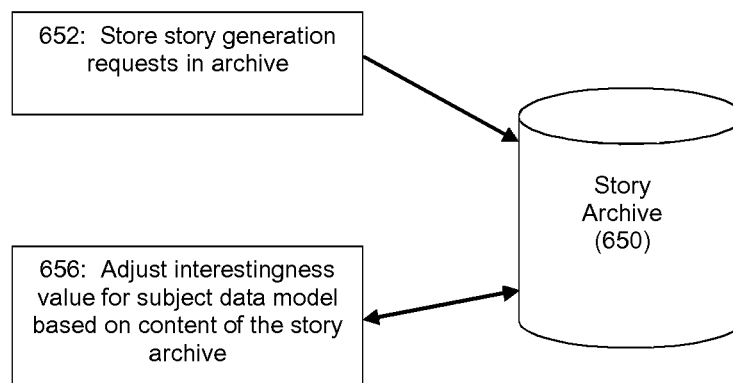 652: Store story generation
requests in archive
Story
Archive
(650)
656: Adjust interestingness
value for subject data model
based on content of the story
archive